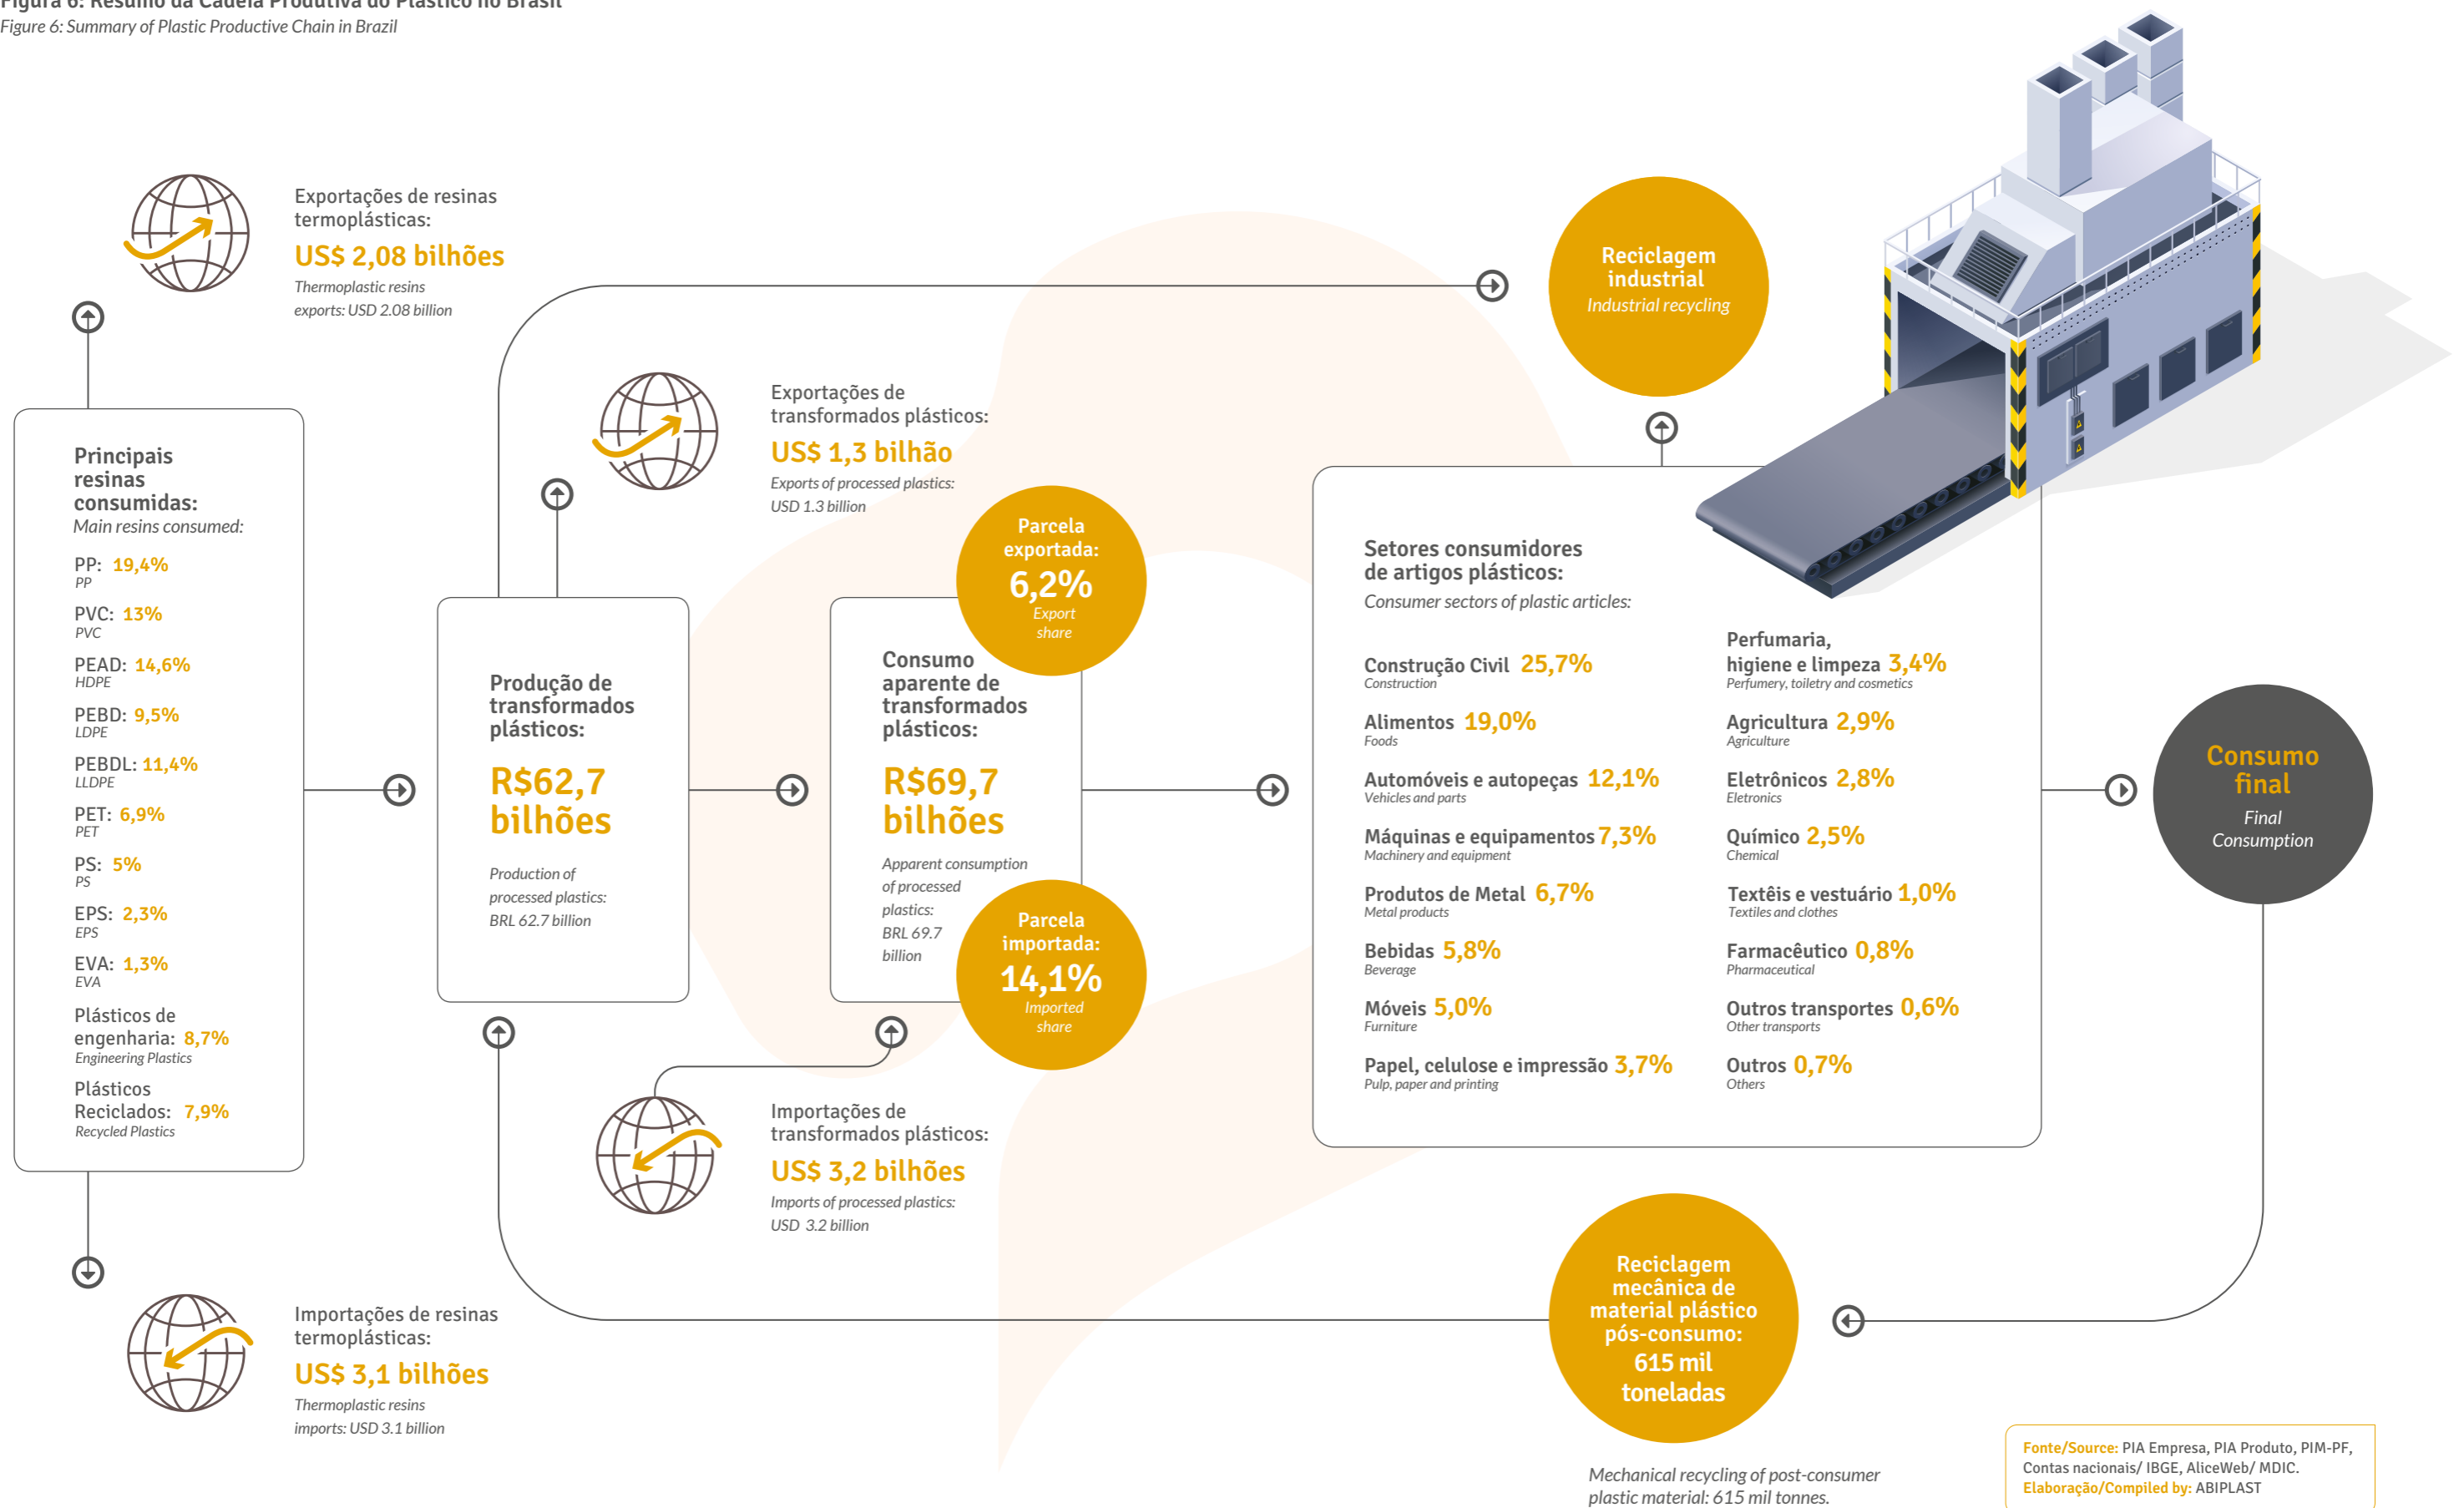 Figura 6: Resumo da Cadeia Produtiva do Plástico no Brasil
Figure 6: Summary of Plastic Productive Chain in Brazil
Exportações de resinas
termoplásticas:
US$ 2,08 bilhões
Thermoplastic resins
exports: USD 2.08 billion
Principais
resinas
consumidas:
Main resins consumed:
PP: 19,4%
PP
PVC: 13%
PVC
PEAD: 14,6%
HDPE
PEBD: 9,5%
LDPE
PEBDL: 11,4%
LLDPE
PET: 6,9%
PET
PS: 5%
PS
EPS: 2,3%
EPS
EVA: 1,3%
EVA
Plásticos de
engenharia: 8,7%
Engineering Plastics
Plásticos
Reciclados: 7,9%
Recycled Plastics
Importações de resinas
termoplásticas:
US$ 3,1 bilhões
Thermoplastic resins
imports: USD 3.1 billion
Produção de
transformados
plásticos:
R$62,7
bilhões
Production of
processed plastics:
BRL 62.7 billion
Exportações de
transformados plásticos:
US$ 1,3 bilhão
Exports of processed plastics:
USD 1.3 billion
Parcela
exportada:
6,2%
Export
share
Consumo
aparente de
transformados
plásticos:
R$69,7
bilhões
Apparent consumption
of processed
plastics:
BRL 69.7
billion
Parcela
importada:
14,1%
Imported
share
Importações de
transformados plásticos:
US$ 3,2 bilhões
Imports of processed plastics:
USD 3.2 billion
Reciclagem
industrial
Industrial recycling
Setores consumidores
de artigos plásticos:
Consumer sectors of plastic articles:
Construção Civil 25,7%
Construction
Alimentos 19,0%
Foods
Automóveis e autopeças 12,1%
Vehicles and parts
Máquinas e equipamentos 7,3%
Machinery and equipment
Produtos de Metal 6,7%
Metal products
Bebidas 5,8%
Beverage
Móveis 5,0%
Furniture
Papel, celulose e impressão 3,7%
Pulp, paper and printing
Perfumaria,
higiene e limpeza 3,4%
Perfumery, toiletry and cosmetics
Agricultura 2,9%
Agriculture
Eletrônicos 2,8%
Eletronics
Químico 2,5%
Chemical
Textêis e vestuário 1,0%
Textiles and clothes
Farmacêutico 0,8%
Pharmaceutical
Outros transportes 0,6%
Other transports
Outros 0,7%
Others
Consumo
final
Final
Consumption
Reciclagem
mecânica de
material plástico
pós-consumo:
615 mil
toneladas
Mechanical recycling of post-consumer
plastic material: 615 mil tonnes.
Fonte/Source: PIA Empresa, PIA Produto, PIM-PF,
Contas nacionais/ IBGE, AliceWeb/ MDIC.
Elaboração/Compiled by: ABIPLAST